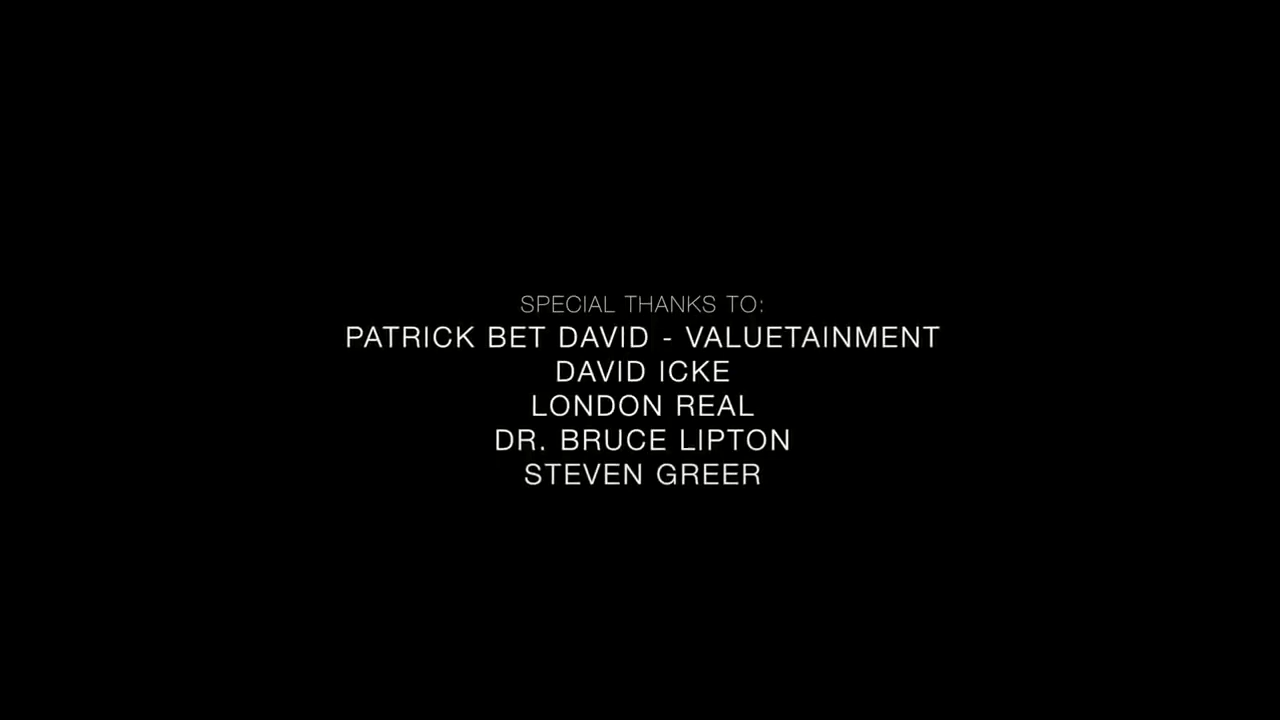 SPECIAL THANKS TO:
PATRICK BET DAVID - VALUETAINMENT
DAVID ICKE
LONDON REAL
DR. BRUCE LIPTON
STEVEN GREER